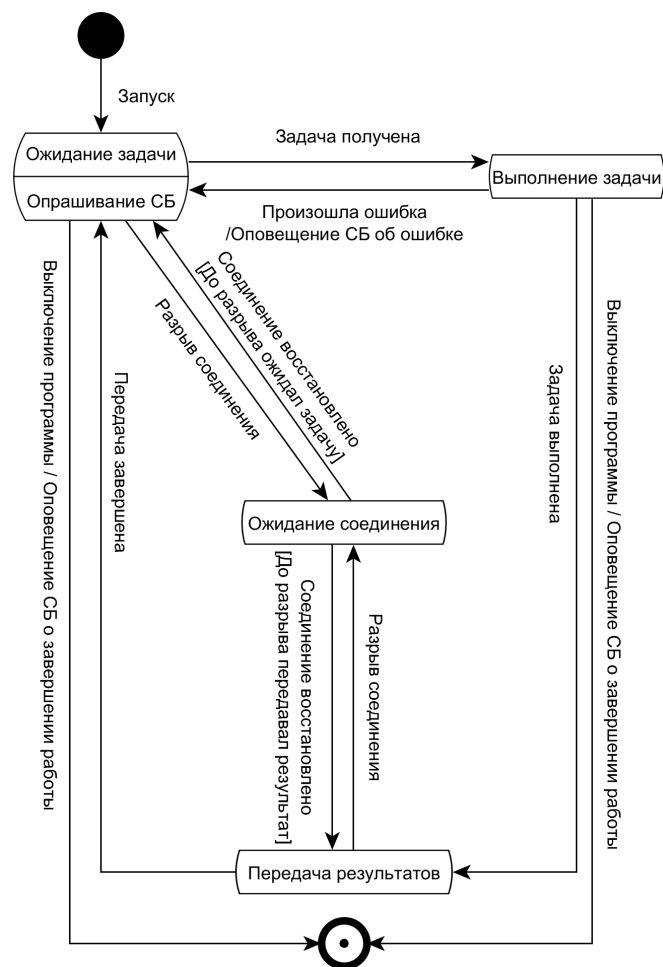 Запуск
Ожидание задачи
Опрашивание СБ
Задача получена
Выполнение задачи
Произошла ошибка
/Оповещение СБ об ошибке
Соединение восстановлено
[До разрыва ожидал задачу]
Разрыв соединения
Выключение программы / Оповещение СБ о завершении работы
Передача завершена
Задача выполнена
Выключение программы / Оповещение СБ о завершении работы
Ожидание соединения
Соединение восстановлено
[До разрыва передавал результат]
Разрыв соединения
Передача результатов